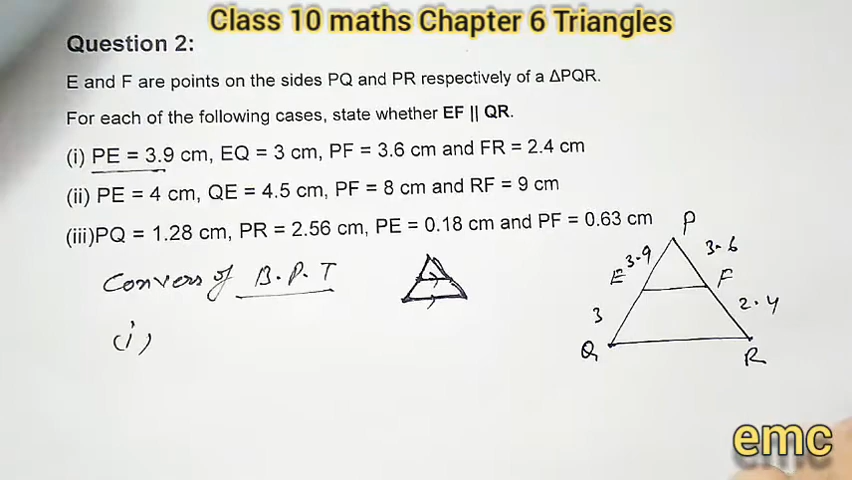 Class 10 maths Chapter 6 Triangles
Question 2:
E and F are points on the sides PQ and PR respectively of a ΔPQR.
For each of the following cases, state whether EF || QR.
(i) PE = 3.9 cm, EQ = 3 cm, PF = 3.6 cm and FR = 2.4 cm
(ii) PE = 4 cm, QE = 4.5 cm, PF = 8 cm and RF = 9 cm
(iii)PQ = 1.28 cm, PR = 2.56 cm, PE = 0.18 cm and PF = 0.63 cm
Convers of B.P.T
(i)
P
3.9 3.6
E F
3 2.4
Q R
emc